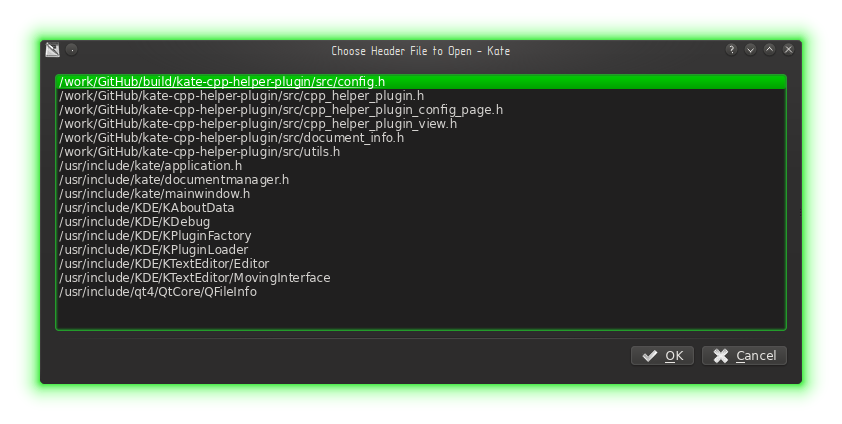 Choose Header File to Open – Kate
/work/GitHub/build/kate-cpp-helper-plugin/src/config.h
/work/GitHub/kate-cpp-helper-plugin/src/cpp_helper_plugin.h
/work/GitHub/kate-cpp-helper-plugin/src/cpp_helper_plugin_config_page.h
/work/GitHub/kate-cpp-helper-plugin/src/cpp_helper_plugin_view.h
/work/GitHub/kate-cpp-helper-plugin/src/document_info.h
/work/GitHub/kate-cpp-helper-plugin/src/utils.h
/usr/include/kate/application.h
/usr/include/kate/documentmanager.h
/usr/include/kate/mainwindow.h
/usr/include/KDE/KAboutData
/usr/include/KDE/KDebug
/usr/include/KDE/KPluginFactory
/usr/include/KDE/KPluginLoader
/usr/include/KDE/KTextEditor/Editor
/usr/include/KDE/KTextEditor/MovingInterface
/usr/include/qt4/QtCore/QFileInfo
OK Cancel